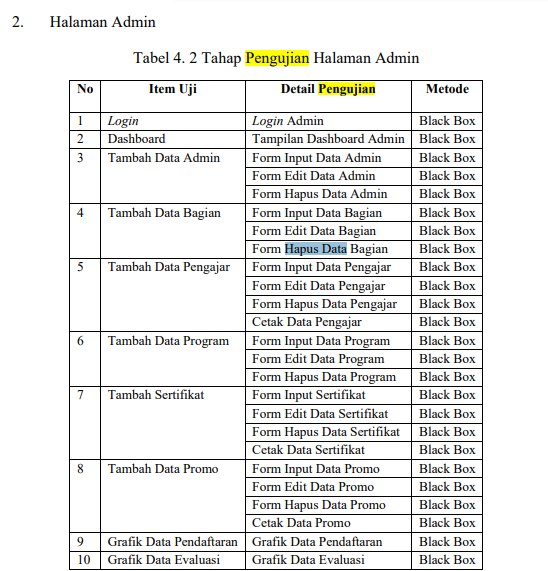 2. Halaman Admin
Tabel 4. 2 Tahap Pengujian Halaman Admin
No Item Uji Detail Pengujian Metode
1 Login Login Admin Black Box
2 Dashboard Tampilan Dashboard Admin Black Box
3 Tambah Data Admin Form Input Data Admin Black Box
Form Edit Data Admin Black Box
Form Hapus Data Admin Black Box
4 Tambah Data Bagian Form Input Data Bagian Black Box
Form Edit Data Bagian Black Box
Form Hapus Data Bagian Black Box
5 Tambah Data Pengajar Form Input Data Pengajar Black Box
Form Edit Data Pengajar Black Box
Form Hapus Data Pengajar Black Box
Cetak Data Pengajar Black Box
6 Tambah Data Program Form Input Data Program Black Box
Form Edit Data Program Black Box
Form Hapus Data Program Black Box
7 Tambah Sertifikat Form Input Sertifikat Black Box
Form Edit Data Sertifikat Black Box
Form Hapus Data Sertifikat Black Box
Cetak Data Sertifikat Black Box
8 Tambah Data Promo Form Input Data Promo Black Box
Form Edit Data Promo Black Box
Form Hapus Data Promo Black Box
Cetak Data Promo Black Box
9 Grafik Data Pendaftaran Grafik Data Pendaftaran Black Box
10 Grafik Data Evaluasi Grafik Data Evaluasi Black Box